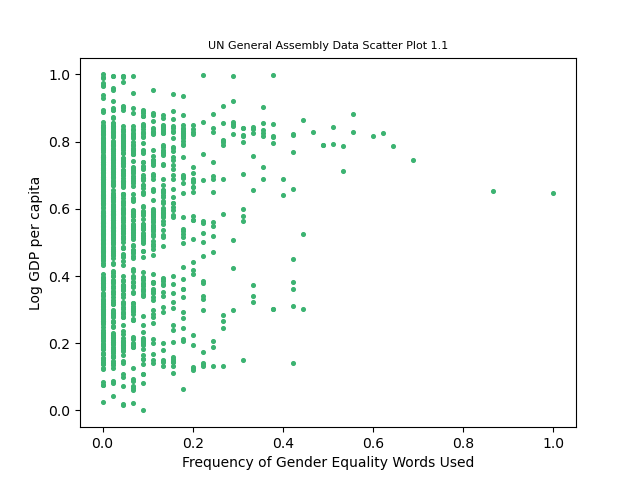 UN General Assembly Data Scatter Plot 1.1
1.0
0.8
0.6
0.4
0.2
0.0
Log GDP per capita
0.0 0.2 0.4 0.6 0.8 1.0
Frequency of Gender Equality Words Used